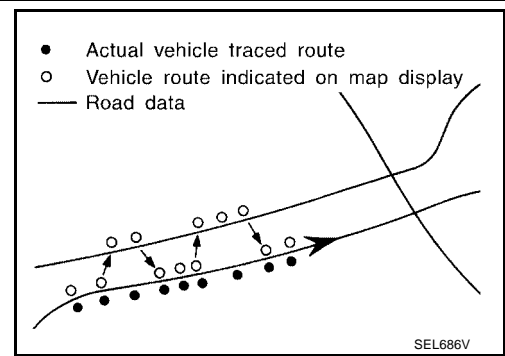 Actual vehicle traced route
Vehicle route indicated on map display
Road data
SEL686V